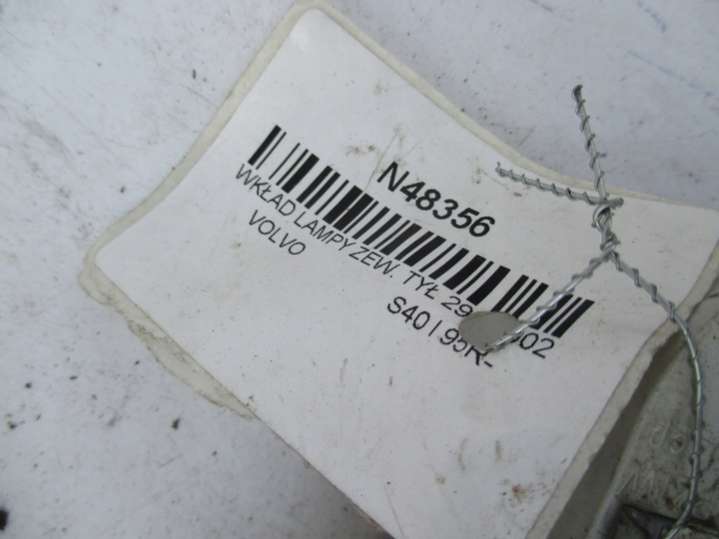 N48356
WKŁAD LAMPY ZEW. TYŁ
VOLVO
S40 I